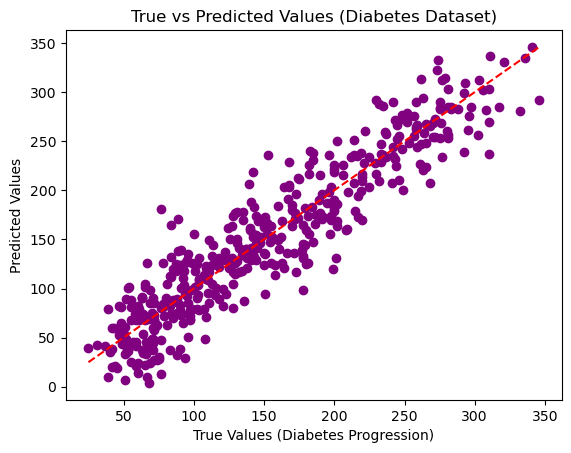 True vs Predicted Values (Diabetes Dataset)
350
300
250
200
150
100
50
0
Predicted Values
50 100 150 200 250 300 350
True Values (Diabetes Progression)